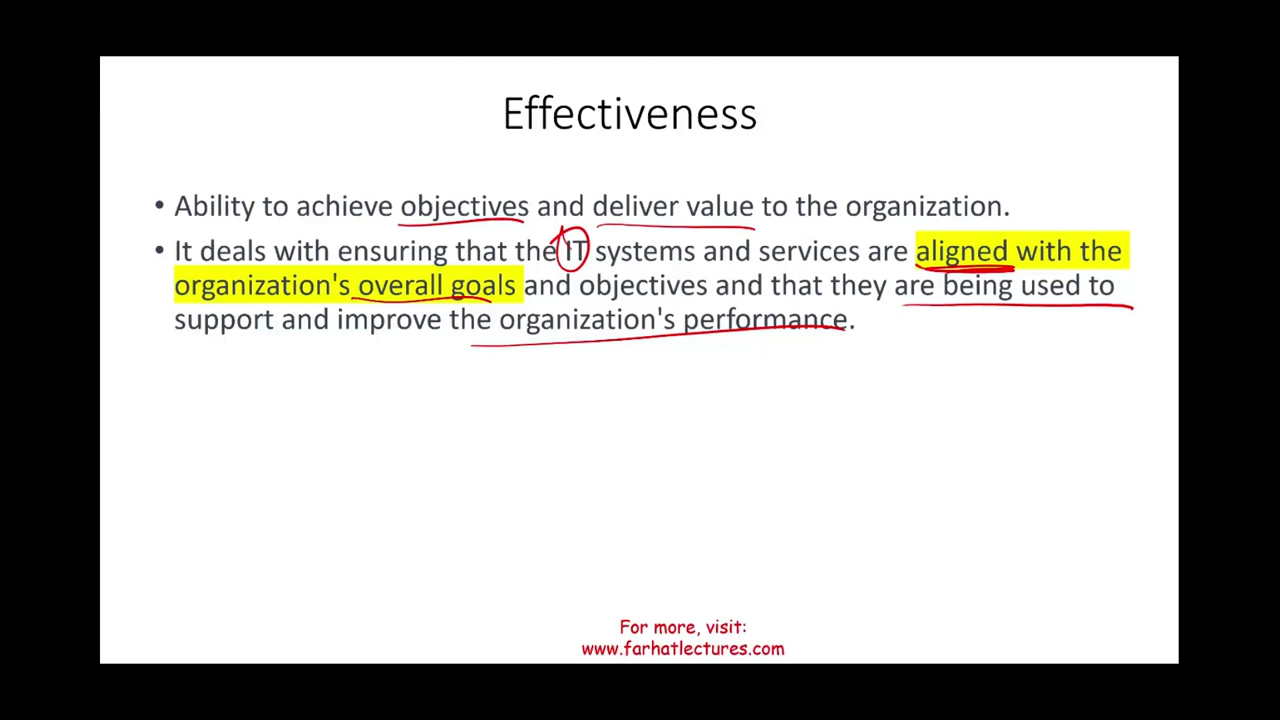 Effectiveness
• Ability to achieve objectives and deliver value to the organization.
• It deals with ensuring that the IT systems and services are aligned with the
organization's overall goals and objectives and that they are being used to
support and improve the organization's performance.
For more, visit:
www.farhatlectures.com